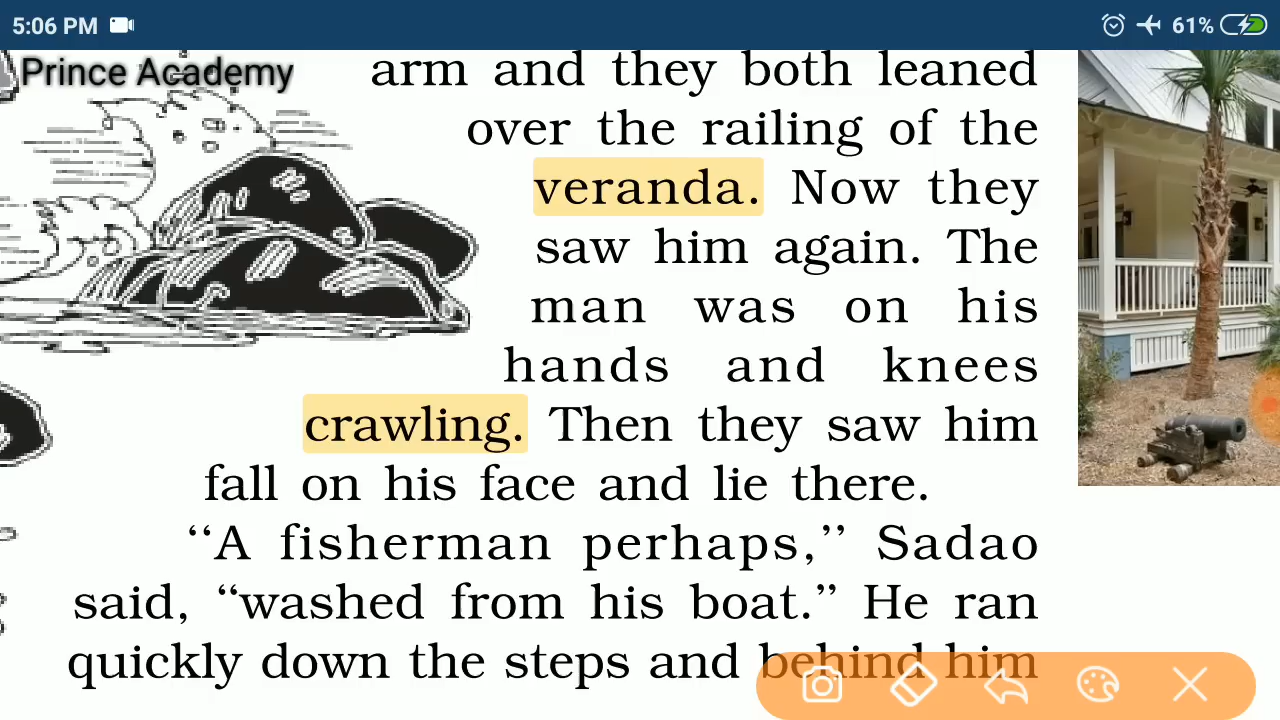 5:06 PM
61%
Prince Academy
arm and they both leaned
over the railing of the
veranda. Now they
saw him again. The
man was on his
hands and knees
crawling. Then they saw him
fall on his face and lie there.
‘‘A fisherman perhaps,’’ Sadao
said, “washed from his boat.” He ran
quickly down the steps and behind him